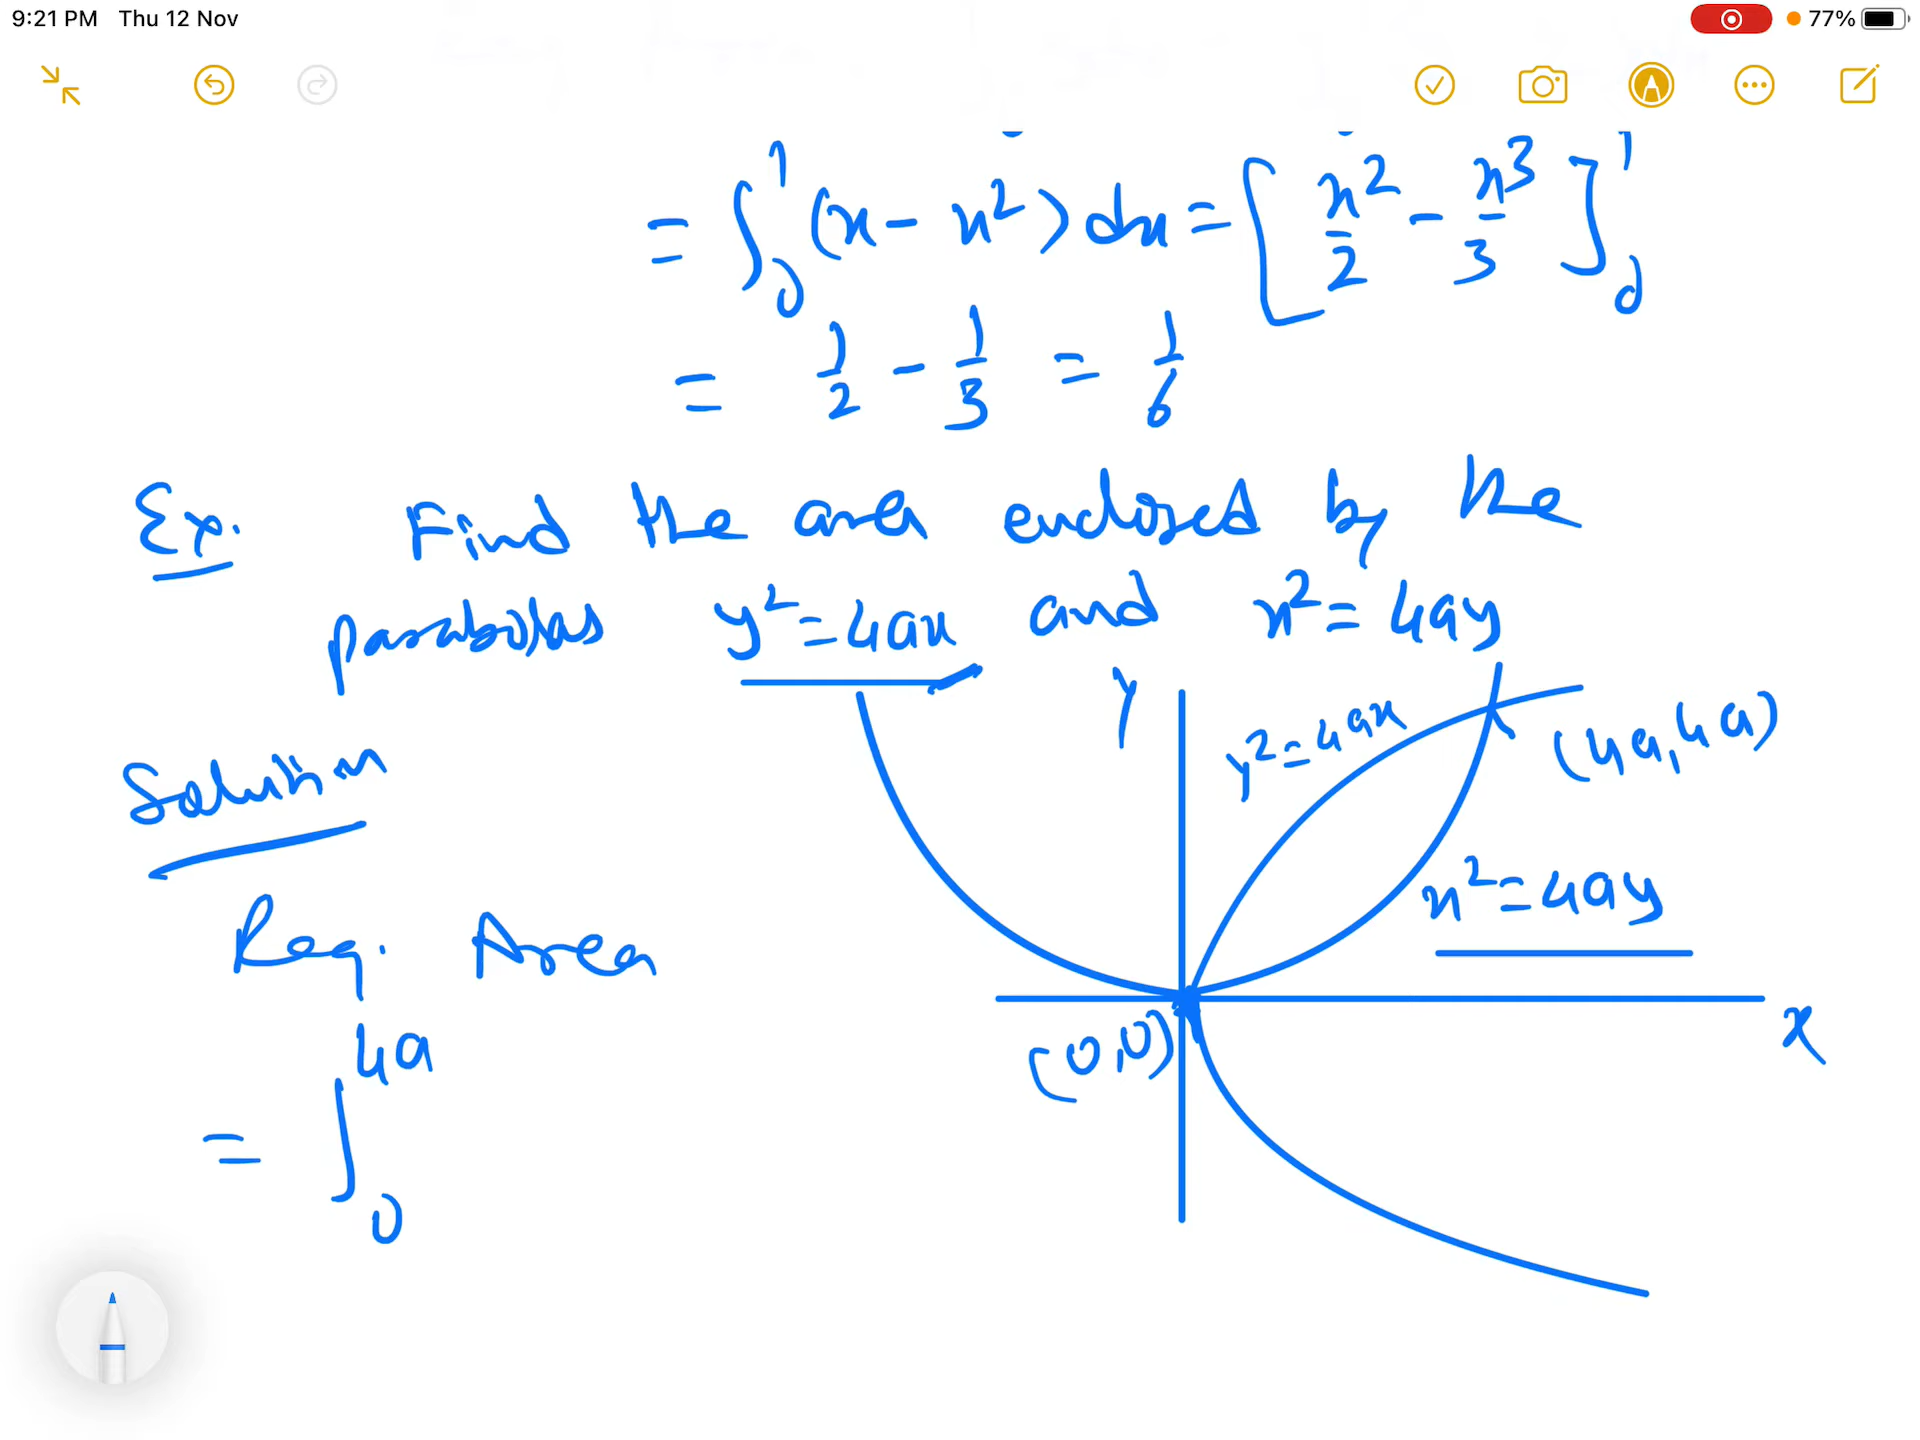 9:21 PM Thu 12 Nov 77%
= ∫₀¹ (x - x²) dx = [x²/2 - x³/3]₀¹
= 1/2 - 1/3 = 1/6
Ex. Find the area enclosed by the
parabolas y² = 4ax and x² = 4ay
Y
y² = 4ax
(4a, 4a)
Solution
x² = 4ay
Req. Area
(0,0)
x
= ∫₀⁴ᵃ